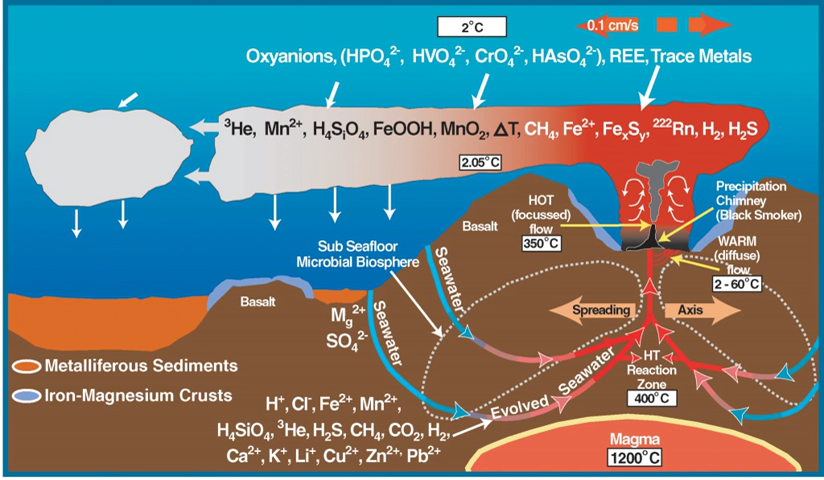 2°C
0.1 cm/s
Oxyanions, (HPO₄²⁻, HVO₄²⁻, CrO₄²⁻, HAsO₄²⁻), REE, Trace Metals
³He, Mn²⁺, H₄SiO₄, FeOOH, MnO₂, ΔT, CH₄, Fe²⁺, FeₓSᵧ, ²²²Rn, H₂, H₂S
2.05°C
HOT
(focussed)
flow
350°C
Precipitation
Chimney
(Black Smoker)
WARM
(diffuse)
flow
2 - 60°C
Basalt
Sub Seafloor
Microbial Biosphere
Seawater
Basalt
Mg²⁺
SO₄²⁻
Seawater
Spreading
Axis
Metalliferous Sediments
Iron-Magnesium Crusts
HT
Reaction
Zone
400°C
Evolved Seawater
H⁺, Cl⁻, Fe²⁺, Mn²⁺,
H₄SiO₄, ³He, H₂S, CH₄, CO₂, H₂,
Ca²⁺, K⁺, Li⁺, Cu²⁺, Zn²⁺, Pb²⁺
Magma
1200°C